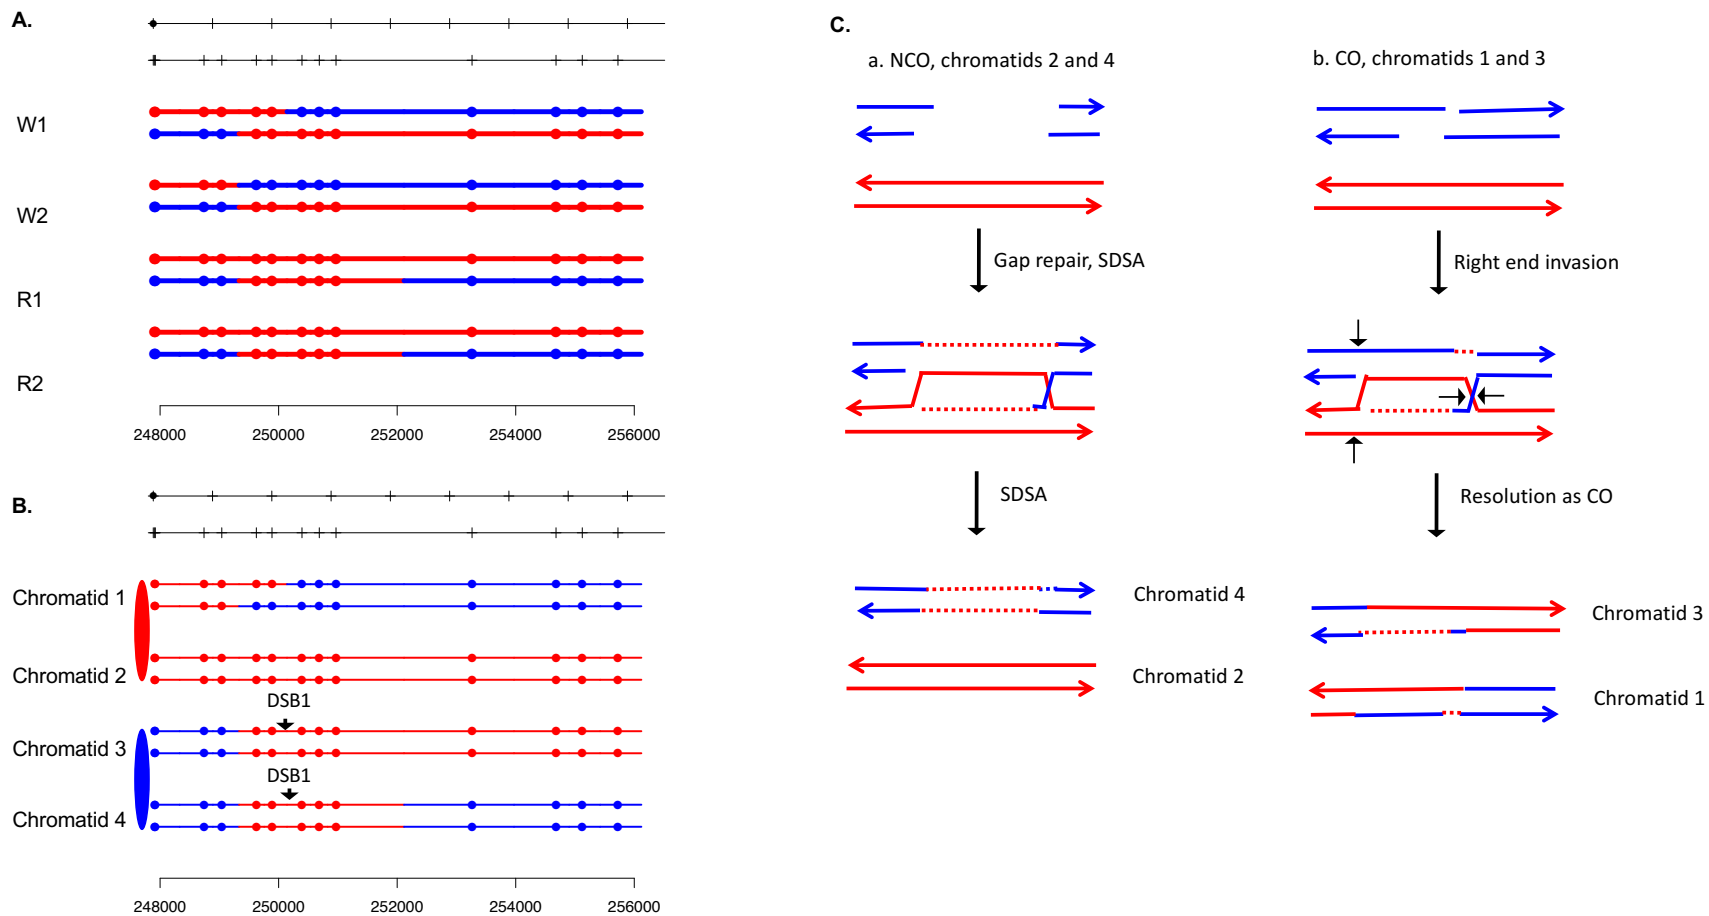 A.
W1
W2
R1
R2
248000 250000 252000 254000 256000
B.
Chromatid 1
Chromatid 2
DSB1
Chromatid 3
DSB1
Chromatid 4
248000 250000 252000 254000 256000
C.
a. NCO, chromatids 2 and 4
Gap repair, SDSA
SDSA
Chromatid 4
Chromatid 2
b. CO, chromatids 1 and 3
Right end invasion
Resolution as CO
Chromatid 3
Chromatid 1